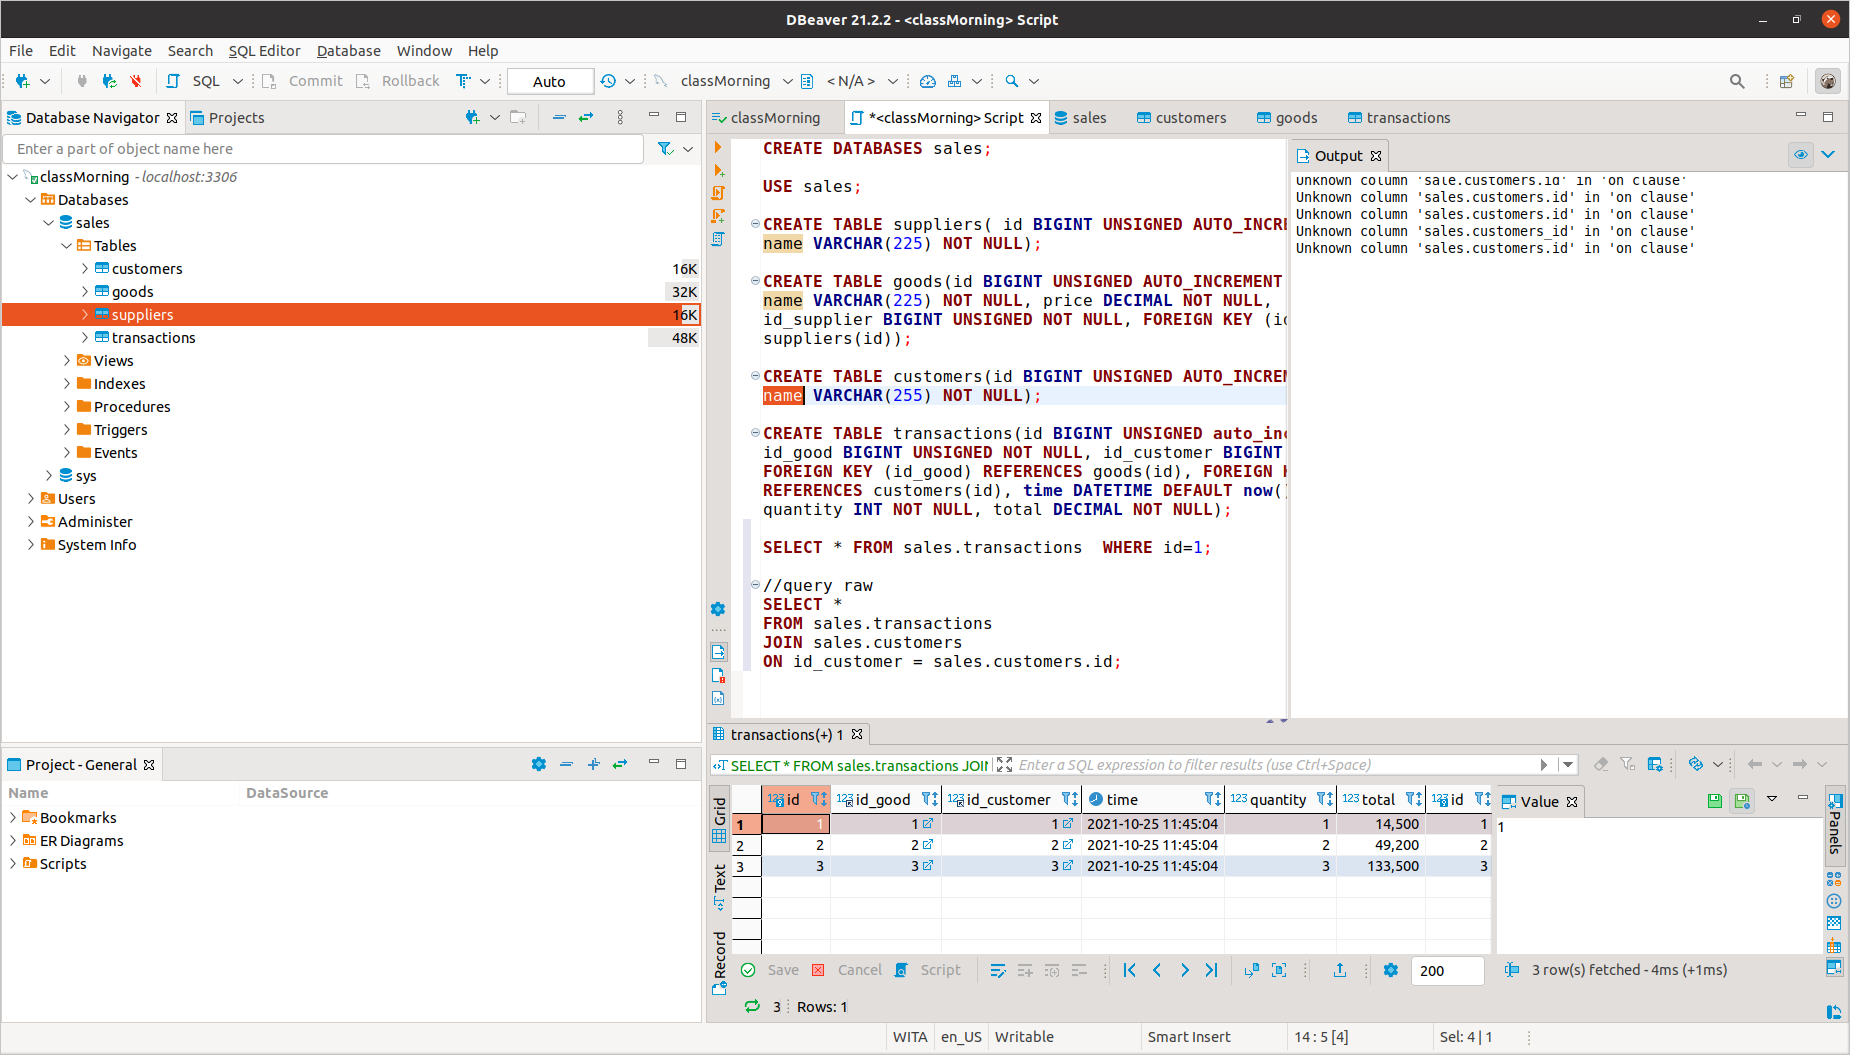 DBeaver 21.2.2 - <classMorning> Script
File Edit Navigate Search SQL Editor Database Window Help
SQL Commit Rollback Auto classMorning < N/A >
Database Navigator Projects
Enter a part of object name here
classMorning - localhost:3306
Databases
sales
Tables
customers 16K
goods 32K
suppliers 16K
transactions 48K
Views
Indexes
Procedures
Triggers
Events
sys
Users
Administer
System Info
Project - General
Name DataSource
Bookmarks
ER Diagrams
Scripts
classMorning *<classMorning> Script sales customers goods transactions
CREATE DATABASES sales;
USE sales;
CREATE TABLE suppliers( id BIGINT UNSIGNED AUTO_INCRE
name VARCHAR(225) NOT NULL);
CREATE TABLE goods(id BIGINT UNSIGNED AUTO_INCREMENT
name VARCHAR(225) NOT NULL, price DECIMAL NOT NULL,
id_supplier BIGINT UNSIGNED NOT NULL, FOREIGN KEY (id
suppliers(id));
CREATE TABLE customers(id BIGINT UNSIGNED AUTO_INCREM
name VARCHAR(255) NOT NULL);
CREATE TABLE transactions(id BIGINT UNSIGNED auto_inc
id_good BIGINT UNSIGNED NOT NULL, id_customer BIGINT
FOREIGN KEY (id_good) REFERENCES goods(id), FOREIGN K
REFERENCES customers(id), time DATETIME DEFAULT now()
quantity INT NOT NULL, total DECIMAL NOT NULL);
SELECT * FROM sales.transactions  WHERE id=1;
//query raw
SELECT *
FROM sales.transactions
JOIN sales.customers
ON id_customer = sales.customers.id;
Output
Unknown column 'sale.customers.id' in 'on clause'
Unknown column 'sales.customers.id' in 'on clause'
Unknown column 'sales.customers.id' in 'on clause'
Unknown column 'sales.customers_id' in 'on clause'
Unknown column 'sales.customers.id' in 'on clause'
transactions(+) 1
SELECT * FROM sales.transactions JOIN Enter a SQL expression to filter results (use Ctrl+Space)
Grid
Text
Record
123 id 123 id_good 123 id_customer time 123 quantity 123 total 123 id
1 1 1 1 2021-10-25 11:45:04 1 14,500 1
2 2 2 2 2021-10-25 11:45:04 2 49,200 2
3 3 3 3 2021-10-25 11:45:04 3 133,500 3
Value
1
Panels
Save Cancel Script 200 3 row(s) fetched - 4ms (+1ms)
3 Rows: 1
WITA en_US Writable Smart Insert 14 : 5 [4] Sel: 4 | 1